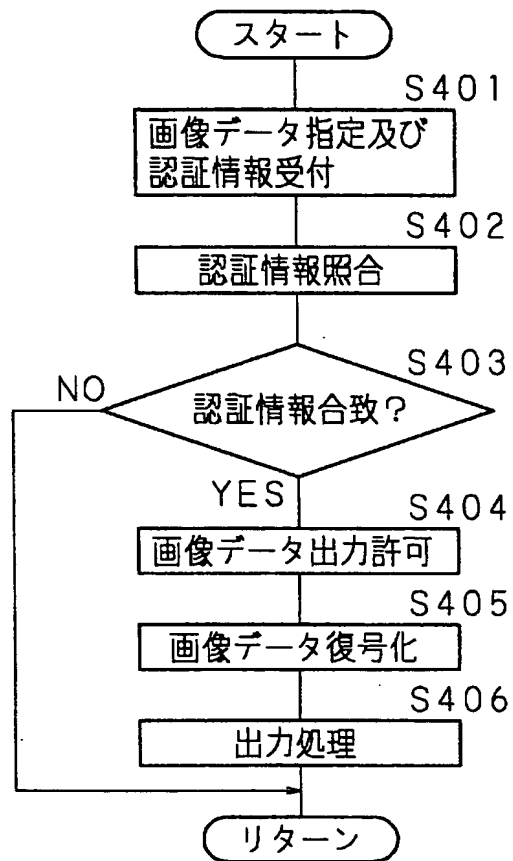 スタート
S401
画像データ指定及び
認証情報受付
S402
認証情報照合
S403
NO
認証情報合致?
YES
S404
画像データ出力許可
S405
画像データ復号化
S406
出力処理
リターン